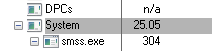 DPCs n/a
System 25.05
smss.exe 304